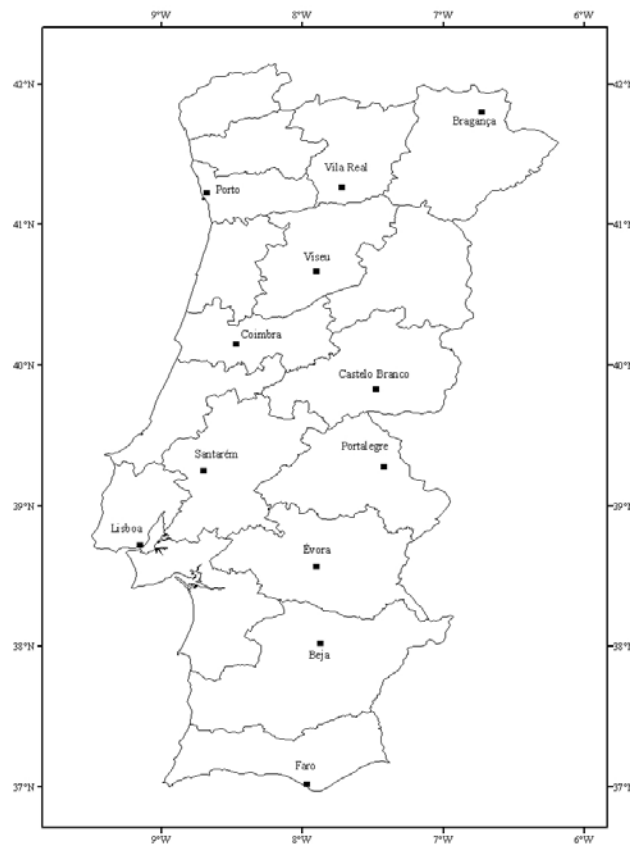 9°W 8°W 7°W 6°W
42°N 42°N
Bragança
Vila Real
Porto
41°N 41°N
Viseu
Coimbra
40°N 40°N
Castelo Branco
Portalegre
Santarém
39°N 39°N
Lisboa
Évora
38°N 38°N
Beja
Faro
37°N 37°N
9°W 8°W 7°W 6°W